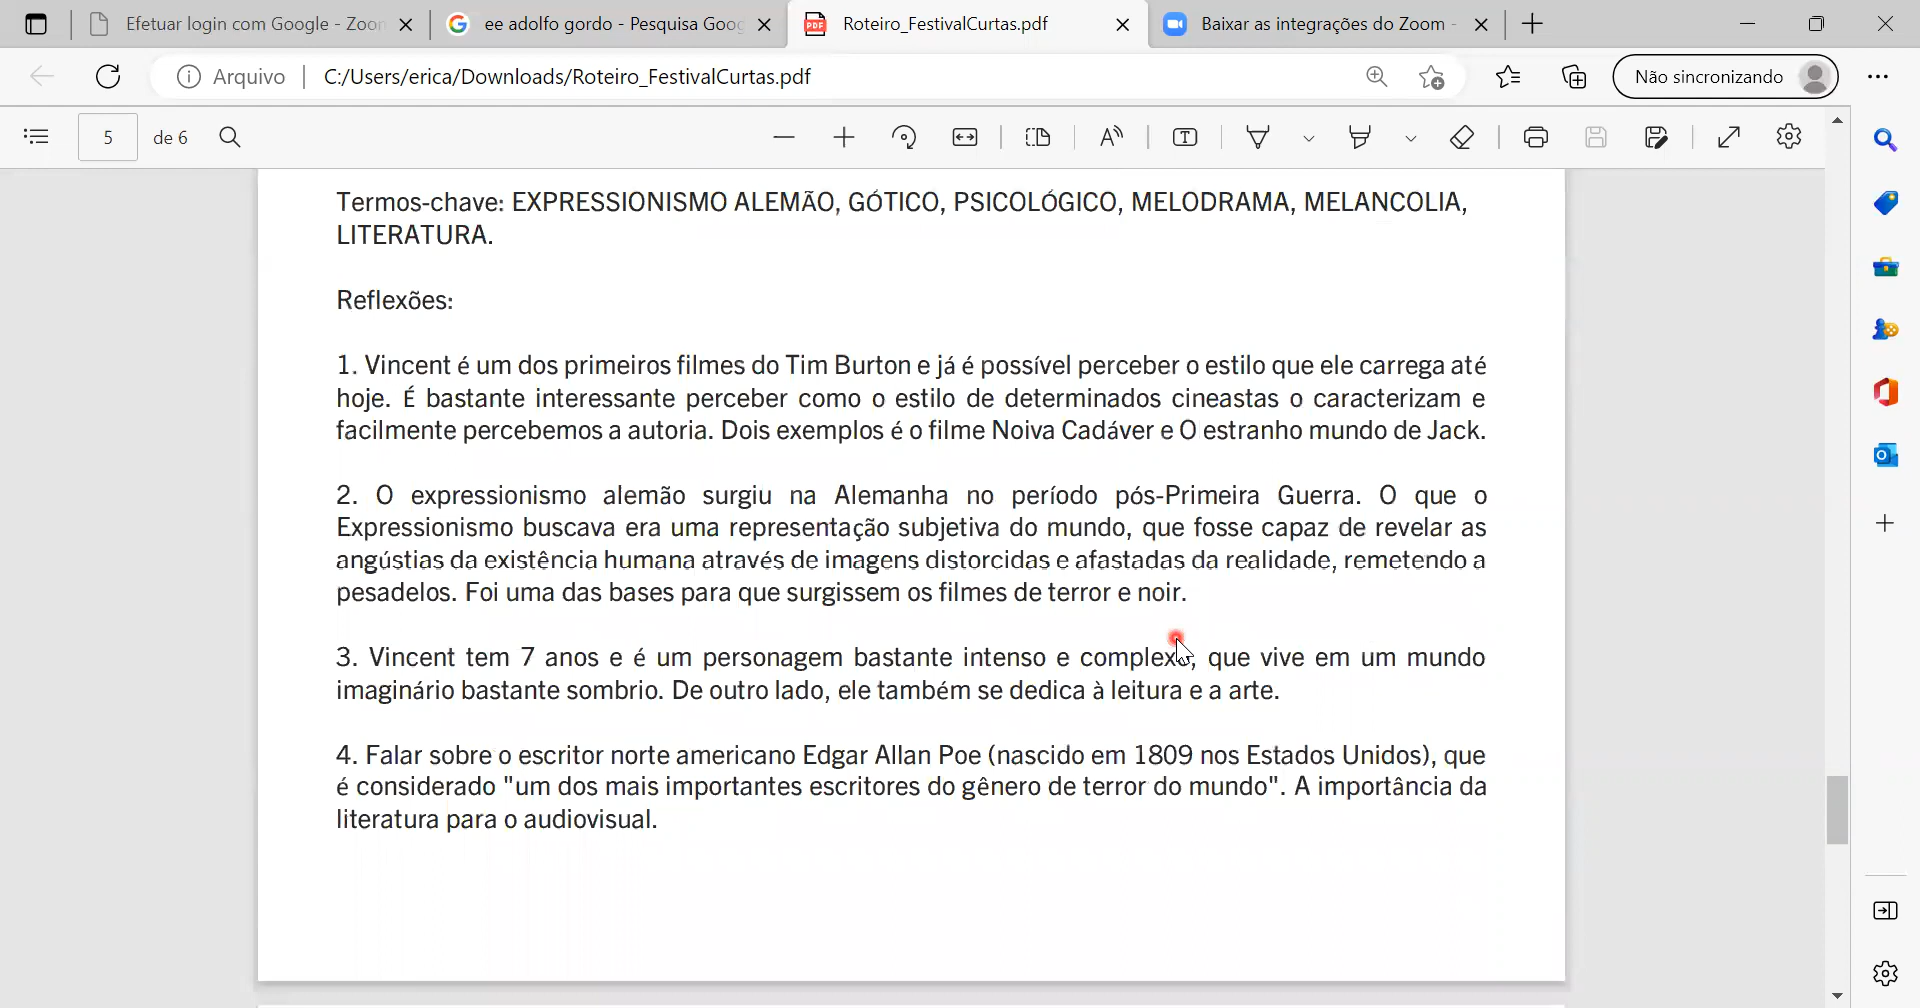 Efetuar login com Google - Zoom
ee adolfo gordo - Pesquisa Goog
Roteiro_FestivalCurtas.pdf
Baixar as integrações do Zoom -
Arquivo
C:/Users/erica/Downloads/Roteiro_FestivalCurtas.pdf
Não sincronizando
5 de 6
Termos-chave: EXPRESSIONISMO ALEMÃO, GÓTICO, PSICOLÓGICO, MELODRAMA, MELANCOLIA,
LITERATURA.
Reflexões:
1. Vincent é um dos primeiros filmes do Tim Burton e já é possível perceber o estilo que ele carrega até
hoje. É bastante interessante perceber como o estilo de determinados cineastas o caracterizam e
facilmente percebemos a autoria. Dois exemplos é o filme Noiva Cadáver e O estranho mundo de Jack.
2. O expressionismo alemão surgiu na Alemanha no período pós-Primeira Guerra. O que o
Expressionismo buscava era uma representação subjetiva do mundo, que fosse capaz de revelar as
angústias da existência humana através de imagens distorcidas e afastadas da realidade, remetendo a
pesadelos. Foi uma das bases para que surgissem os filmes de terror e noir.
3. Vincent tem 7 anos e é um personagem bastante intenso e complexo, que vive em um mundo
imaginário bastante sombrio. De outro lado, ele também se dedica à leitura e a arte.
4. Falar sobre o escritor norte americano Edgar Allan Poe (nascido em 1809 nos Estados Unidos), que
é considerado "um dos mais importantes escritores do gênero de terror do mundo". A importância da
literatura para o audiovisual.